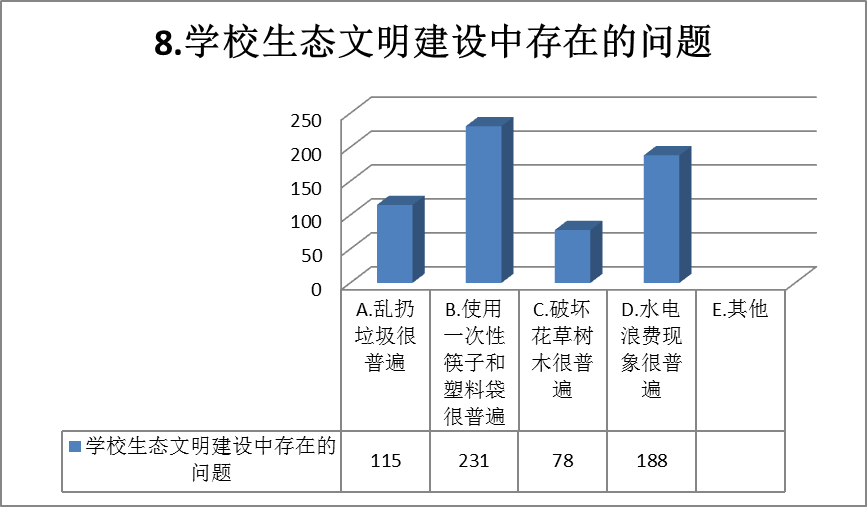 8.学校生态文明建设中存在的问题
250
200
150
100
50
0
A.乱扔
垃圾很
普遍
B.使用
一次性
筷子和
塑料袋
很普遍
C.破坏
花草树
木很普
遍
D.水电
浪费现
象很普
遍
E.其他
学校生态文明建设中存在的
问题
115
231
78
188